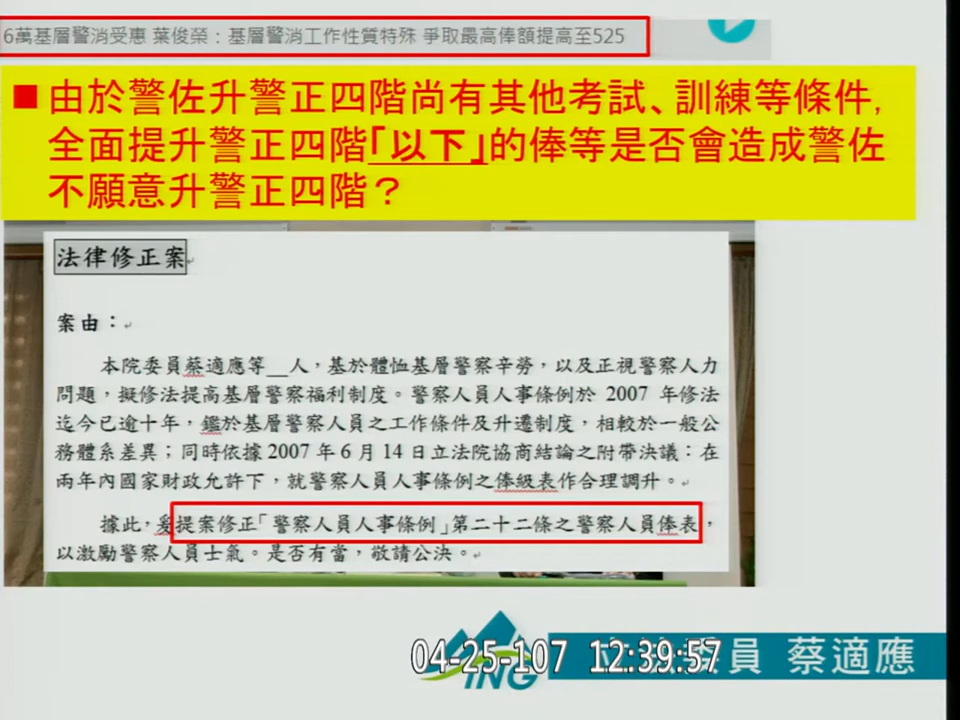 6萬基層警消受惠 葉俊榮：基層警消工作性質特殊 爭取最高俸額提高至525
■由於警佐升警正四階尚有其他考試、訓練等條件,
全面提升警正四階「以下」的俸等是否會造成警佐
不願意升警正四階？
法律修正案
案由：
本院委員蔡適應等__人，基於體恤基層警察辛勞，以及正視警察人力
問題，擬修法提高基層警察福利制度。警察人員人事條例於 2007 年修法
迄今已逾十年，鑑於基層警察人員之工作條件及升遷制度，相較於一般公
務體系差異；同時依據 2007 年 6 月 14 日立法院協商結論之附帶決議：在
兩年內國家財政允許下，就警察人員人事條例之俸級表作合理調升。
據此，爰提案修正「警察人員人事條例」第二十二條之警察人員俸表，
以激勵警察人員士氣。是否有當，敬請公決。
04-25-107 12:39:57
ING
委員 蔡適應